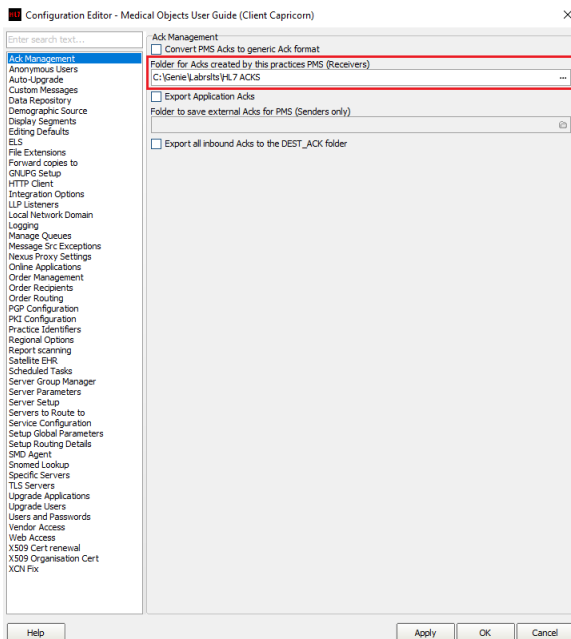 HL7 Configuration Editor - Medical Objects User Guide (Client Capricorn)
Enter search text...
Ack Management
Anonymous Users
Auto-Upgrade
Custom Messages
Data Repository
Demographic Source
Display Segments
Editing Defaults
ELS
File Extensions
Forward copies to
GNUPG Setup
HTTP Client
Integration Options
LLP Listeners
Local Network Domain
Logging
Manage Queues
Message Src Exceptions
Nexus Proxy Settings
Online Applications
Order Management
Order Recipients
Order Routing
PGP Configuration
PKI Configuration
Practice Identifiers
Regional Options
Report scanning
Satellite EHR
Scheduled Tasks
Server Group Manager
Server Parameters
Server Setup
Servers to Route to
Service Configuration
Setup Global Parameters
Setup Routing Details
SMD Agent
Snomed Lookup
Specific Servers
TLS Servers
Upgrade Applications
Upgrade Users
Users and Passwords
Vendor Access
Web Access
X509 Cert renewal
X509 Organisation Cert
XCN Fix
Ack Management
Convert PMS Acks to generic Ack format
Folder for Acks created by this practices PMS (Receivers)
C:\Genie\Labrslts\HL7 ACKS
...
Export Application Acks
Folder to save external Acks for PMS (Senders only)
Export all inbound Acks to the DEST_ACK folder
Help
Apply
OK
Cancel